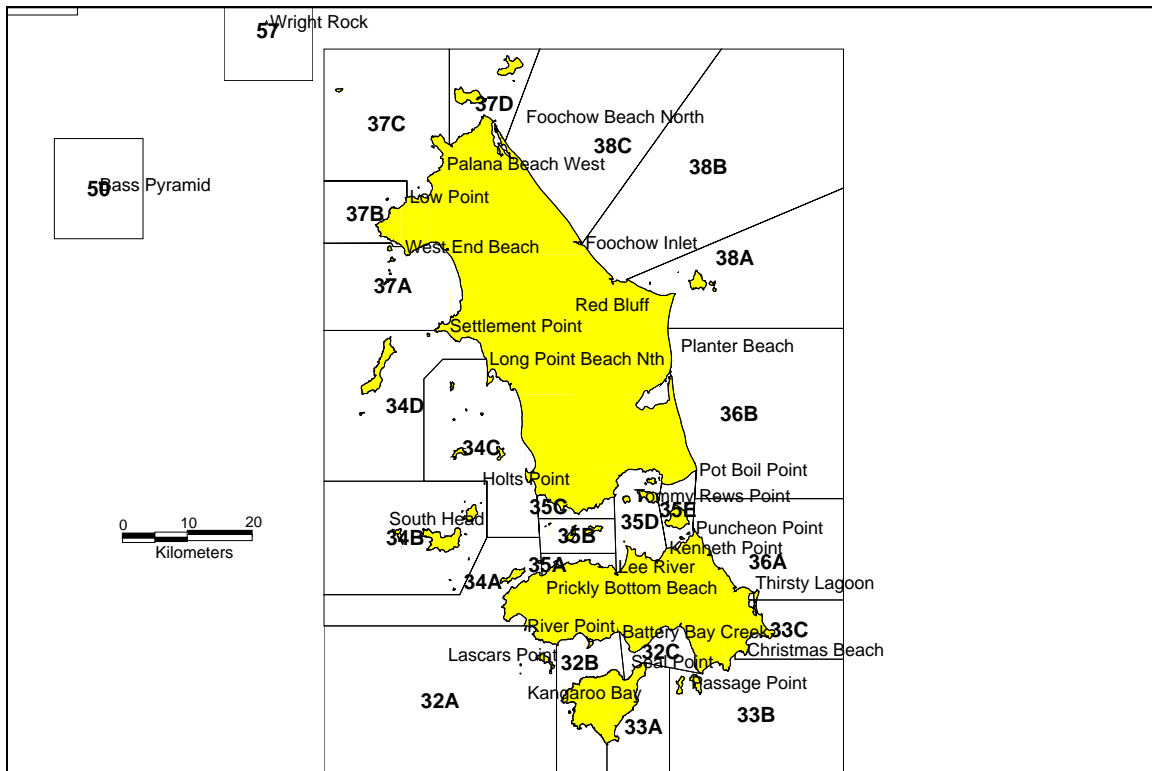 57
Wright Rock
37D
Foochow Beach North
37C
38C
Palana Beach West
38B
50
Bass Pyramid
Low Point
37B
West End Beach
Foochow Inlet
38A
37A
Red Bluff
Settlement Point
Planter Beach
Long Point Beach Nth
34D
36B
34C
Holts Point
Pot Boil Point
Tommy Rews Point
35C
35E
South Head
35D
Puncheon Point
0 10 20
Kilometers
34B
35B
Kenneth Point
36A
35A
Lee River
34A
Thirsty Lagoon
Prickly Bottom Beach
River Point
Battery Bay Creek
33C
Lascars Point
32B
32C
Seal Point
Christmas Beach
Passage Point
32A
Kangaroo Bay
33A
33B